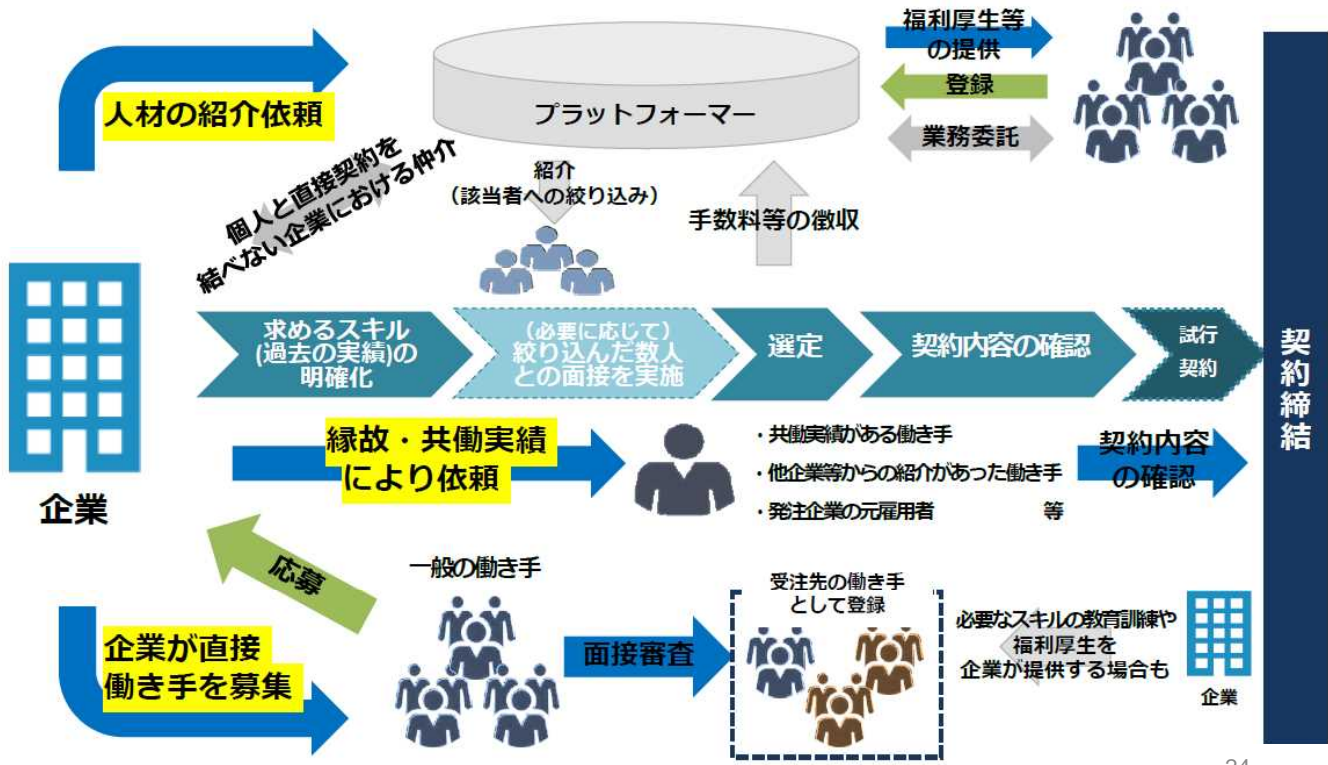 福利厚生等
の提供
登録
業務委託
プラットフォーマー
人材の紹介依頼
個人と直接契約を
結べない企業における仲介
紹介
（該当者への絞り込み）
手数料等の徴収
求めるスキル
(過去の実績)の
明確化
（必要に応じて）
絞り込んだ数人
との面接を実施
選定
契約内容の確認
試行
契約
契約締結
企業
縁故・共働実績
により依頼
・共働実績がある働き手
・他企業等からの紹介があった働き手
・発注企業の元雇用者 等
契約内容
の確認
応募
一般の働き手
企業が直接
働き手を募集
面接審査
受注先の働き手
として登録
必要なスキルの教育訓練や
福利厚生を
企業が提供する場合も
企業